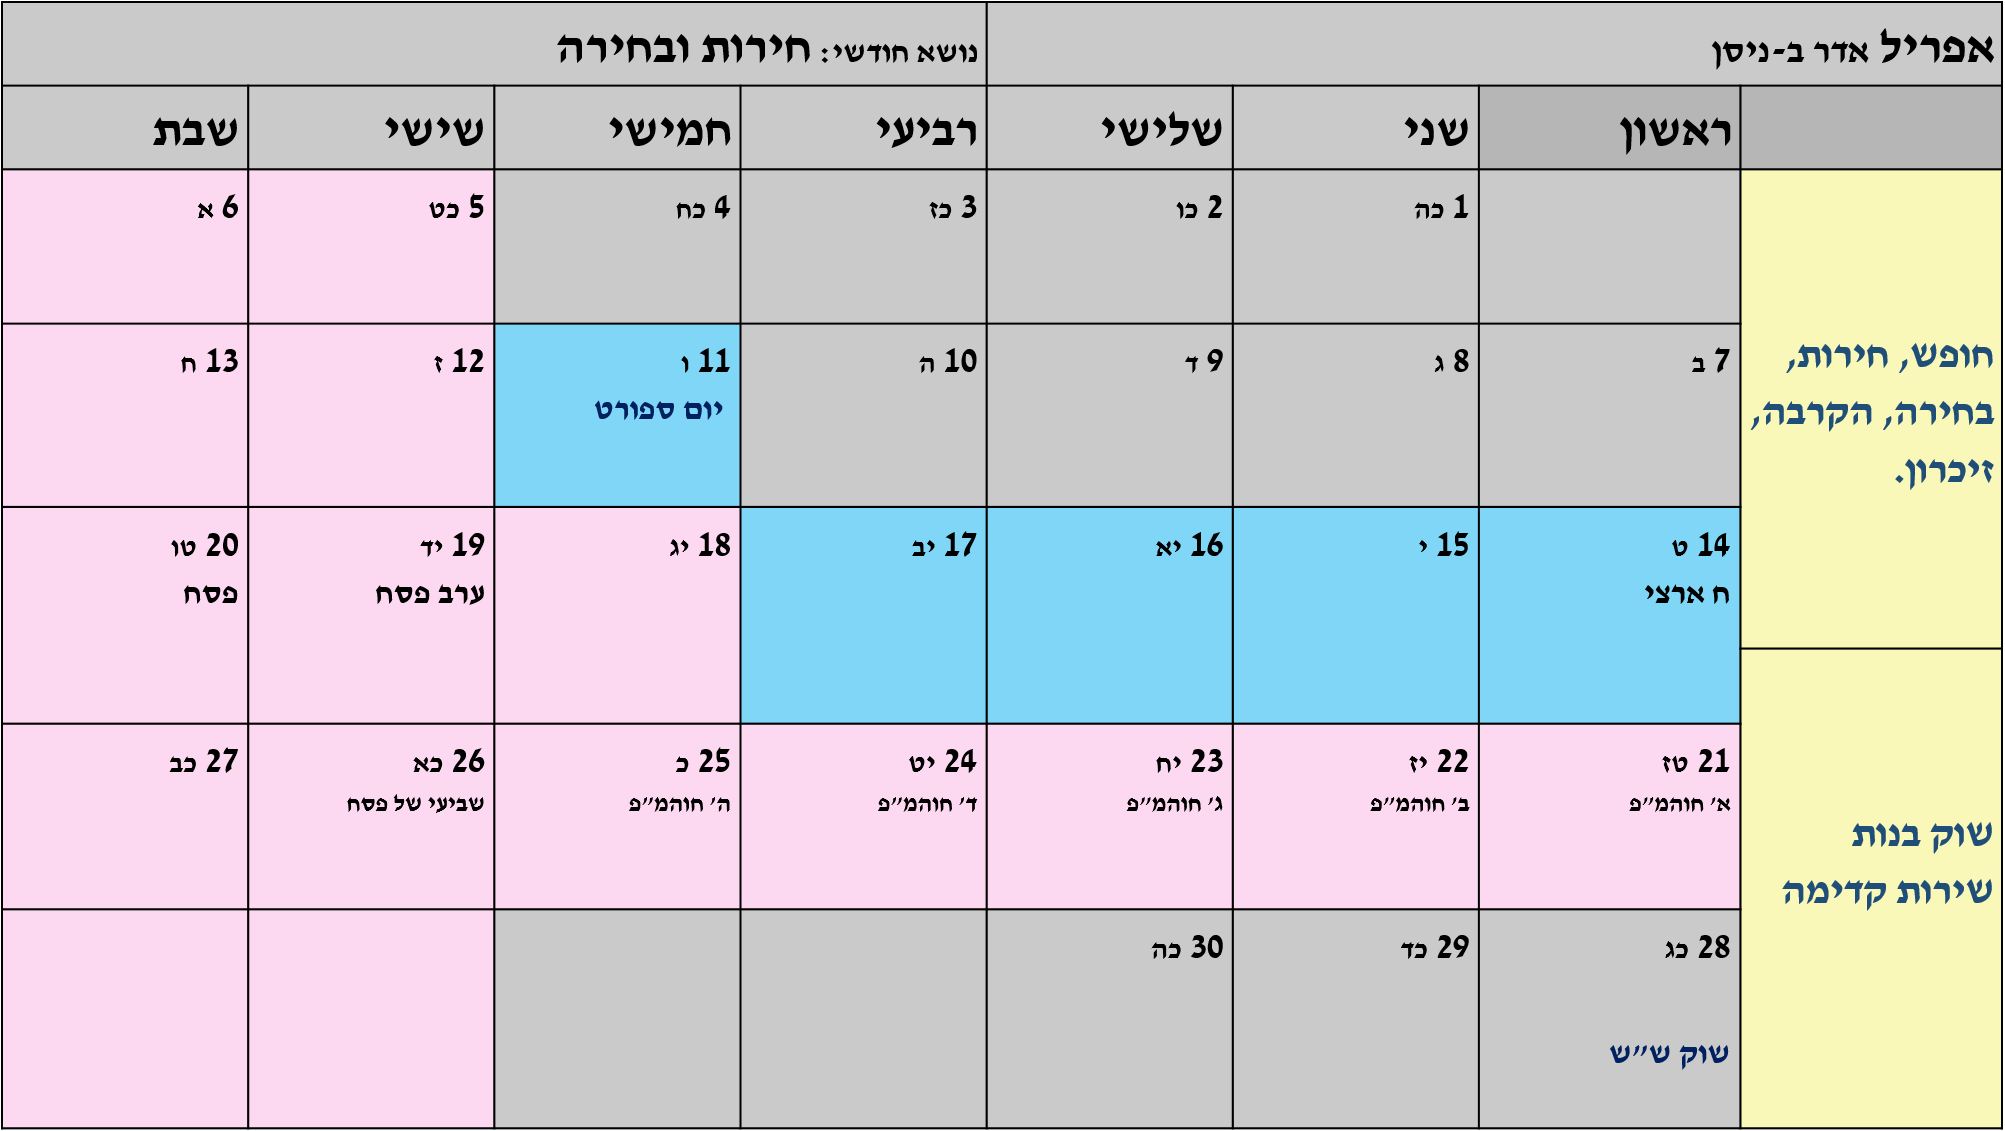 אפריל אדר ב-ניסן
נושא חודשי: חירות ובחירה
ראשון
שני
שלישי
רביעי
חמישי
שישי
שבת
חופש, חירות,
בחירה, הקרבה,
זיכרון.
1 כה
2 כו
3 כז
4 כח
5 כט
6 א
7 ב
8 ג
9 ד
10 ה
11 ו
יום ספורט
12 ז
13 ח
14 ט
ח ארצי
15 י
16 יא
17 יב
18 יג
19 יד
ערב פסח
20 טו
פסח
שוק בנות
שירות קדימה
21 טז
א' חוהמ"פ
22 יז
ב' חוהמ"פ
23 יח
ג' חוהמ"פ
24 יט
ד' חוהמ"פ
25 כ
ה' חוהמ"פ
26 כא
שביעי של פסח
27 כב
28 כג
שוק ש"ש
29 כד
30 כה